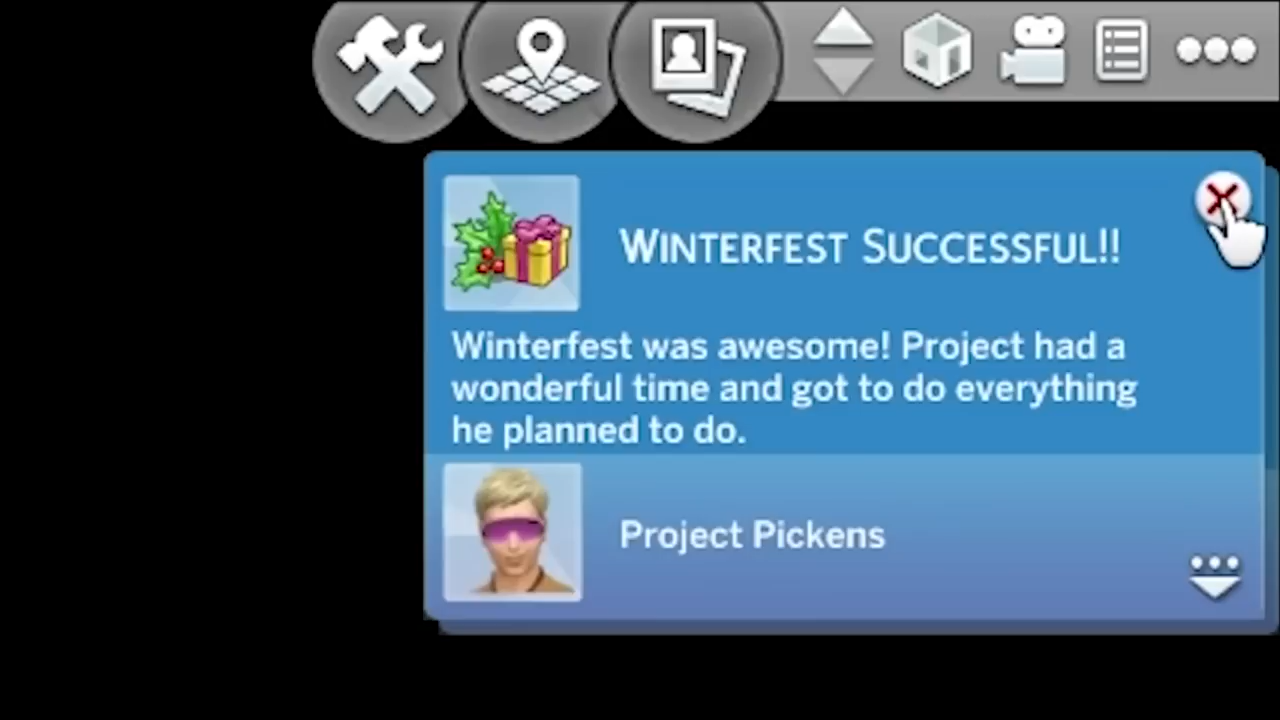 WINTERFEST SUCCESSFUL!!
Winterfest was awesome! Project had a
wonderful time and got to do everything
he planned to do.
Project Pickens